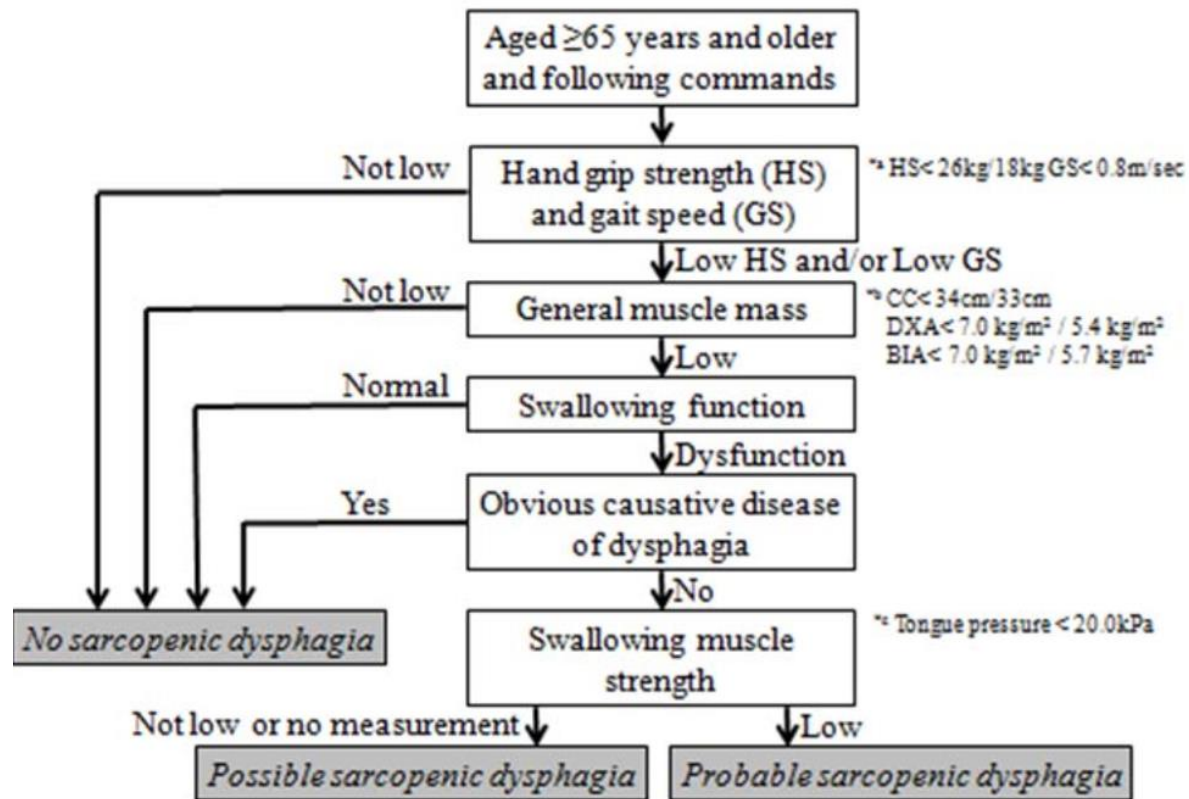 Aged ≥65 years and older
and following commands
Not low
Hand grip strength (HS)
and gait speed (GS)
*a HS< 26kg/18kg GS< 0.8m/sec
Low HS and/or Low GS
Not low
General muscle mass
*b CC< 34cm/33cm
DXA< 7.0 kg/m² / 5.4 kg/m²
BIA< 7.0 kg/m² / 5.7 kg/m²
Low
Normal
Swallowing function
Dysfunction
Yes
Obvious causative disease
of dysphagia
No
No sarcopenic dysphagia
Swallowing muscle
strength
*c Tongue pressure < 20.0kPa
Not low or no measurement
Low
Possible sarcopenic dysphagia
Probable sarcopenic dysphagia